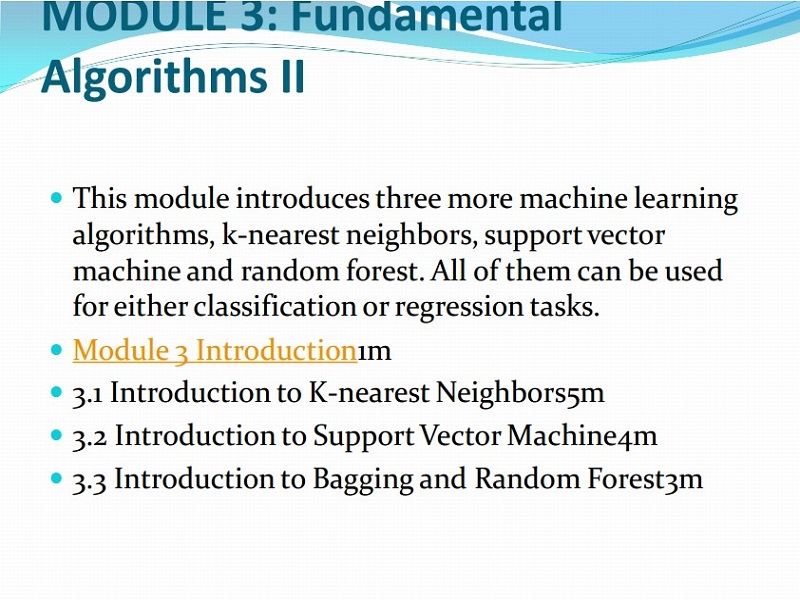 MODULE 3: Fundamental
Algorithms II
This module introduces three more machine learning
algorithms, k-nearest neighbors, support vector
machine and random forest. All of them can be used
for either classification or regression tasks.
Module 3 Introduction1m
3.1 Introduction to K-nearest Neighbors5m
3.2 Introduction to Support Vector Machine4m
3.3 Introduction to Bagging and Random Forest3m